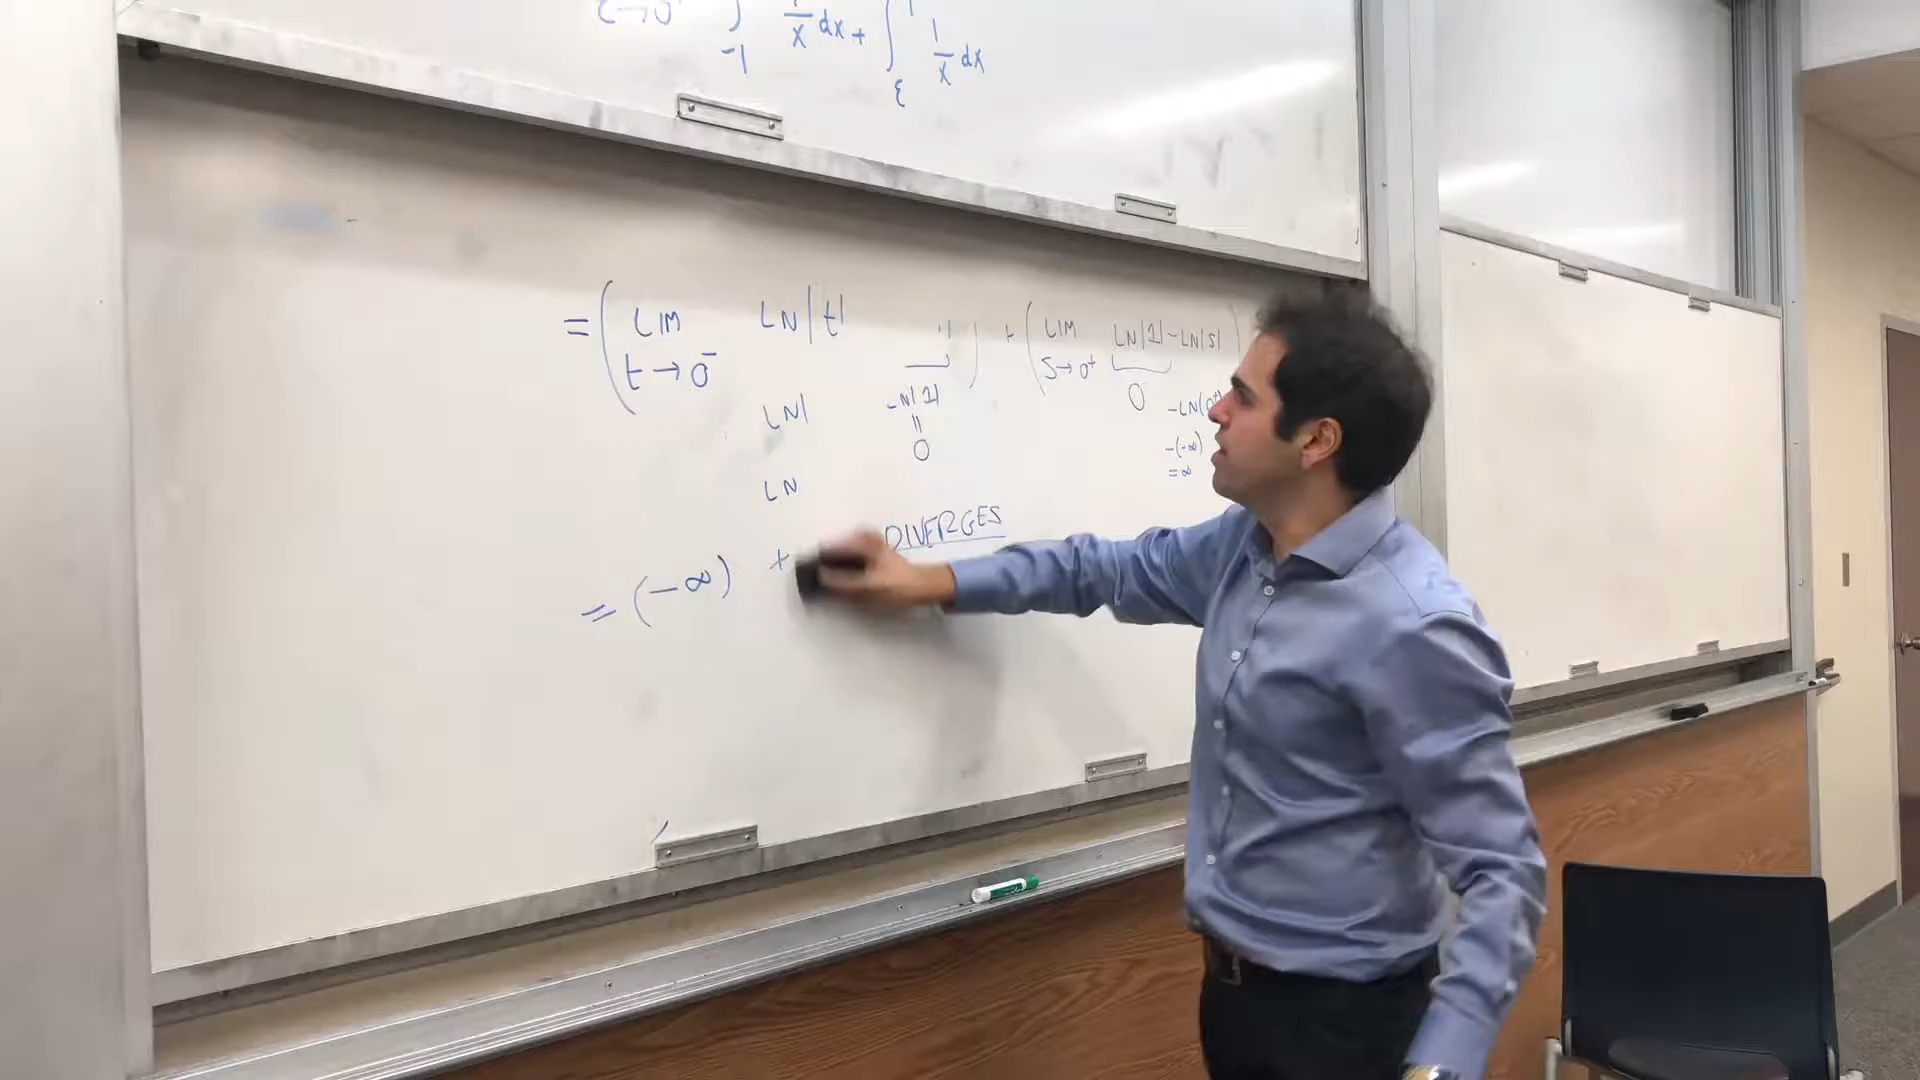 ε→0⁺ ∫ -1 1/x dx + ∫ ε 1 1/x dx
= ( LIM t→0⁻ LN|t| ·| ) + ( LIM s→0⁺ LN|1| - LN|s| )
LN| -N|1| 0 -LN(0⁺)
= 0 -(-∞)
LN = ∞
DIVERGES
= (-∞) +